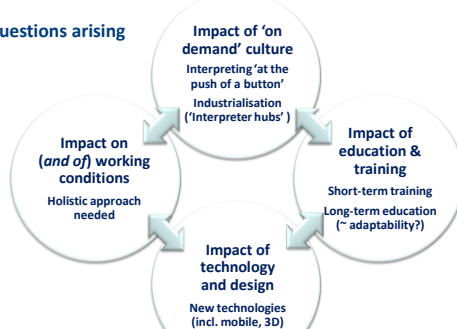 uestions arising
Impact of 'on
demand' culture
Interpreting 'at the
push of a button'
Industrialisation
('Interpreter hubs' )
Impact on
(and of) working
conditions
Holistic approach
needed
Impact of
education &
training
Short-term training
Long-term education
(~ adaptability?)
Impact of
technology
and design
New technologies
(incl. mobile, 3D)